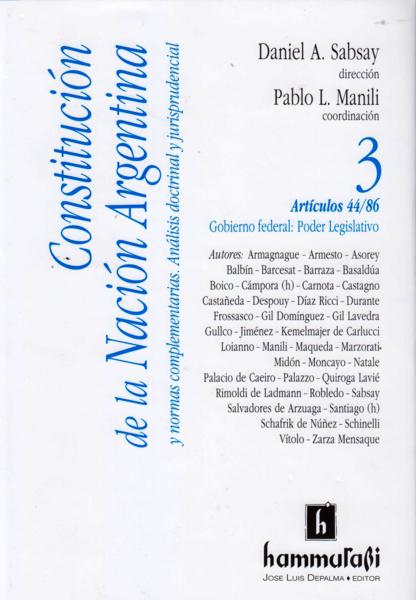 Constitución
de la Nación Argentina
y normas complementarias. Análisis doctrinal y jurisprudencial
Daniel A. Sabsay
dirección
Pablo L. Manili
coordinación
3
Artículos 44/86
Gobierno federal: Poder Legislativo
Autores: Armagnague - Armesto - Asorey
Balbín - Barcesat - Barraza - Basaldúa
Boico - Cámpora (h) - Carnota - Castagno
Castañeda - Despouy - Díaz Ricci - Durante
Frossasco - Gil Domínguez - Gil Lavedra
Gullco - Jiménez - Kemelmajer de Carlucci
Loianno - Manili - Maqueda - Marzorati
Midón - Moncayo - Natale
Palacio de Caeiro - Palazzo - Quiroga Lavié
Rimoldi de Ladmann - Robledo - Sabsay
Salvadores de Arzuaga - Santiago (h)
Schafrik de Núñez - Schinelli
Vítolo - Zarza Mensaque
h
hammurabi
JOSE LUIS DEPALMA ♦ EDITOR